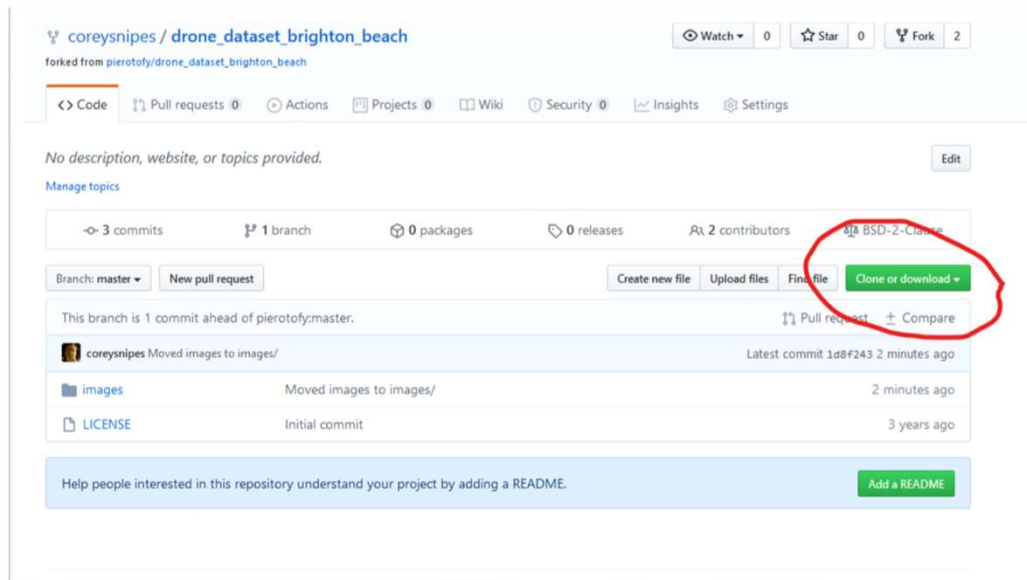 coreysnipes / drone_dataset_brighton_beach
Watch 0 Star 0 Fork 2
forked from pierotofy/drone_dataset_brighton_beach
<> Code Pull requests 0 Actions Projects 0 Wiki Security 0 Insights Settings
No description, website, or topics provided.
Edit
Manage topics
3 commits 1 branch 0 packages 0 releases 2 contributors BSD-2-Clause
Branch: master New pull request Create new file Upload files Find file Clone or download
This branch is 1 commit ahead of pierotofy:master. Pull request Compare
coreysnipes Moved images to images/ Latest commit 1d8f243 2 minutes ago
images Moved images to images/ 2 minutes ago
LICENSE Initial commit 3 years ago
Help people interested in this repository understand your project by adding a README. Add a README